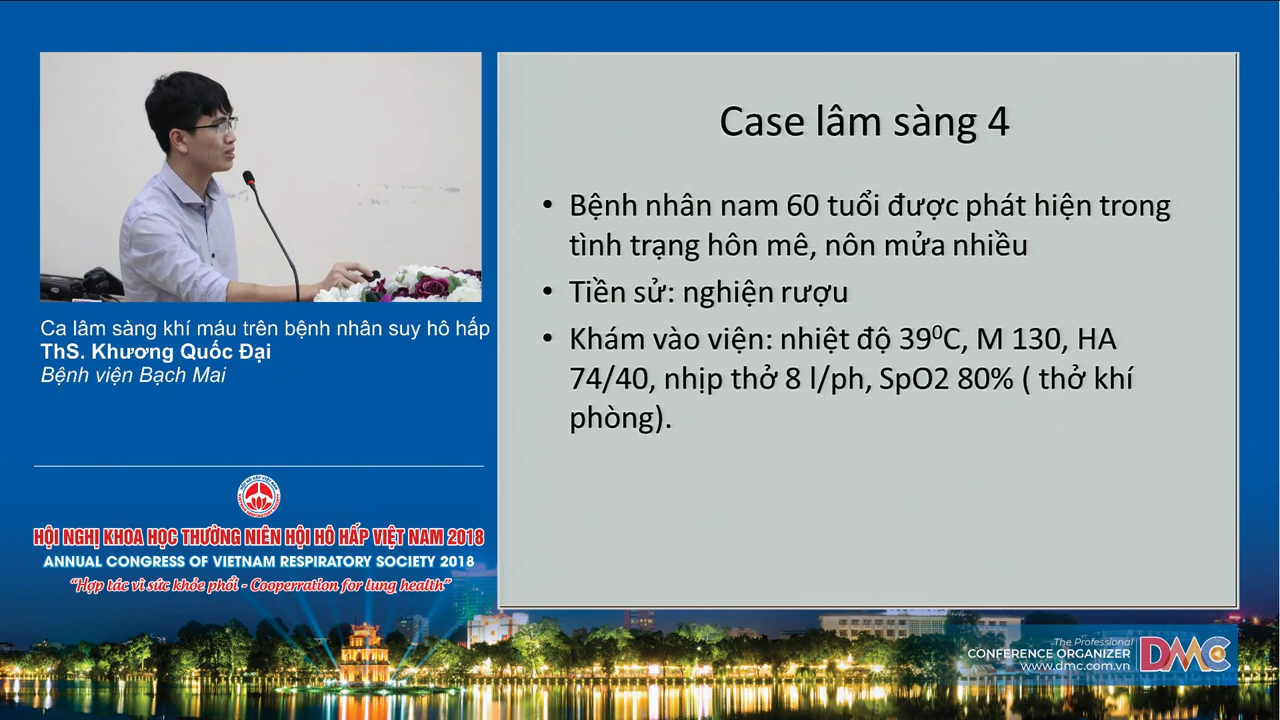 Case lâm sàng 4
• Bệnh nhân nam 60 tuổi được phát hiện trong
tình trạng hôn mê, nôn mửa nhiều
• Tiền sử: nghiện rượu
• Khám vào viện: nhiệt độ 39⁰C, M 130, HA
74/40, nhịp thở 8 l/ph, SpO2 80% ( thở khí
phòng).
Ca lâm sàng khí máu trên bệnh nhân suy hô hấp
ThS. Khương Quốc Đại
Bệnh viện Bạch Mai
HỘI NGHỊ KHOA HỌC THƯỜNG NIÊN HỘI HÔ HẤP VIỆT NAM 2018
ANNUAL CONGRESS OF VIETNAM RESPIRATORY SOCIETY 2018
"Hợp tác vì sức khỏe phổi - Cooperration for lung health"
The Professional
CONFERENCE ORGANIZER
www.dmc.com.vn
DMC